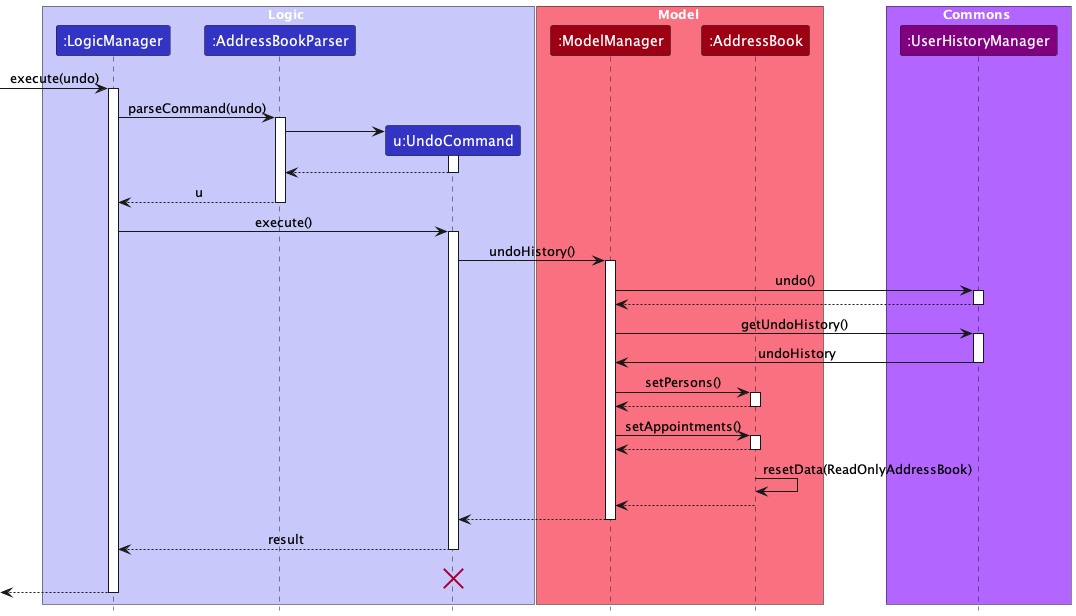 Logic
Model
Commons
:LogicManager
:AddressBookParser
:ModelManager
:AddressBook
:UserHistoryManager
execute(undo)
parseCommand(undo)
u:UndoCommand
u
execute()
undoHistory()
undo()
getUndoHistory()
undoHistory
setPersons()
setAppointments()
resetData(ReadOnlyAddressBook)
result